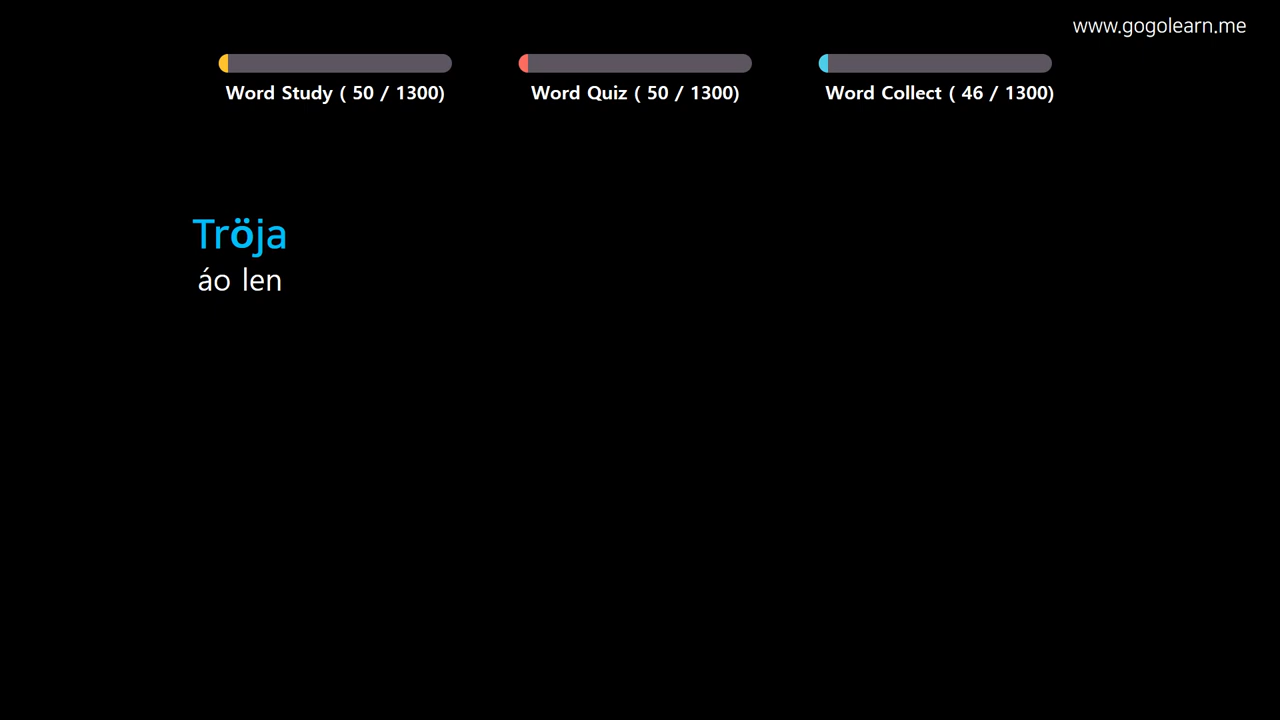 www.gogolearn.me
Word Study ( 50 / 1300)
Word Quiz ( 50 / 1300)
Word Collect ( 46 / 1300)
Tröja
áo len